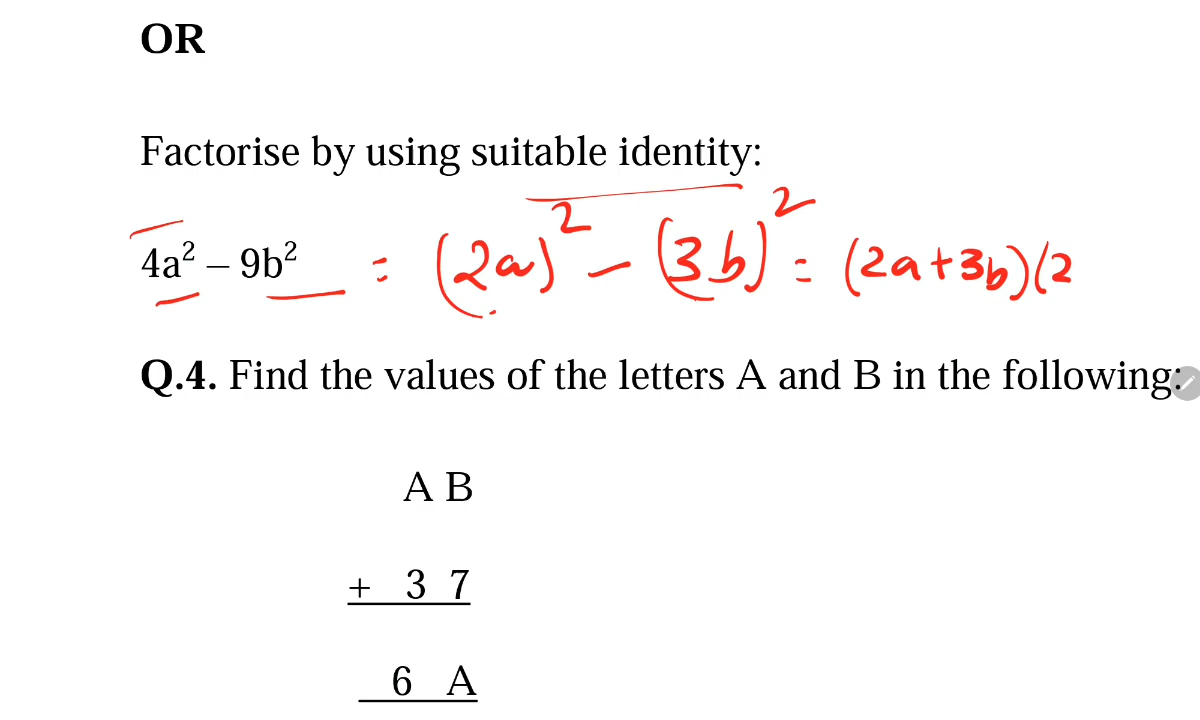 OR
Factorise by using suitable identity:
4a² – 9b² = (2a)² – (3b)² = (2a+3b)(2
Q.4. Find the values of the letters A and B in the following:
A B
+ 3 7
6 A